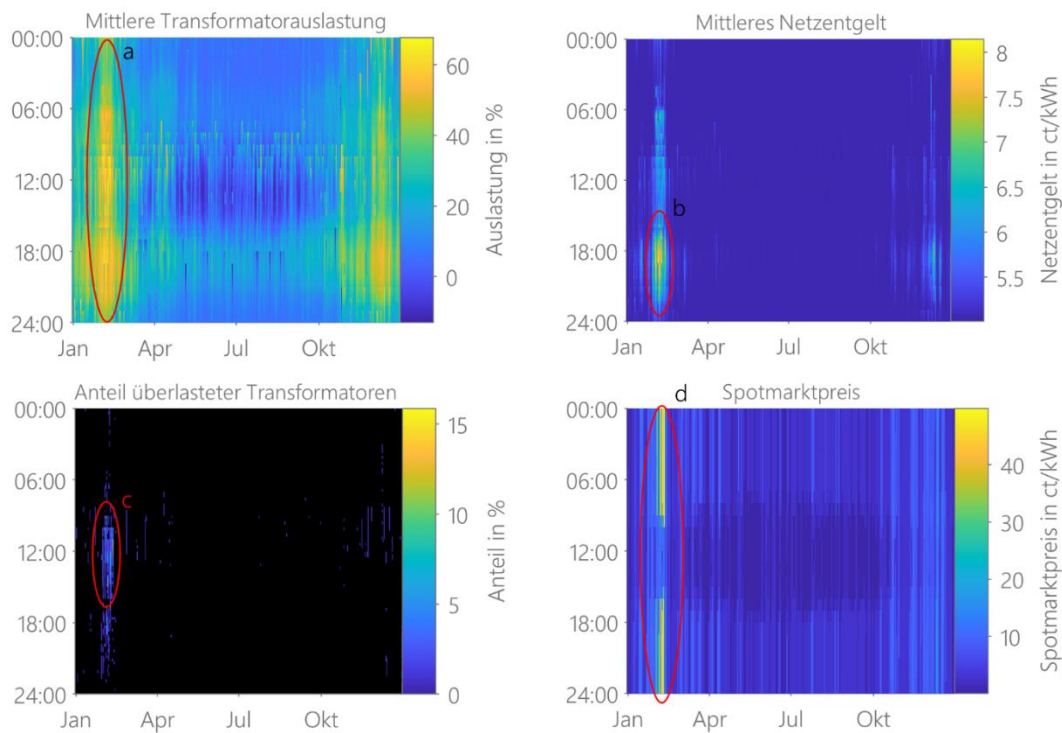 Mittlere Transformatorauslastung
a
00:00
06:00
12:00
18:00
24:00
Jan Apr Jul Okt
60
40
20
0
Auslastung in %
Mittleres Netzentgelt
b
00:00
06:00
12:00
18:00
24:00
Jan Apr Jul Okt
8
7.5
7
6.5
6
5.5
Netzentgelt in ct/kWh
Anteil überlasteter Transformatoren
c
00:00
06:00
12:00
18:00
24:00
Jan Apr Jul Okt
15
10
5
0
Anteil in %
d
Spotmarktpreis
00:00
06:00
12:00
18:00
24:00
Jan Apr Jul Okt
40
30
20
10
Spotmarktpreis in ct/kWh